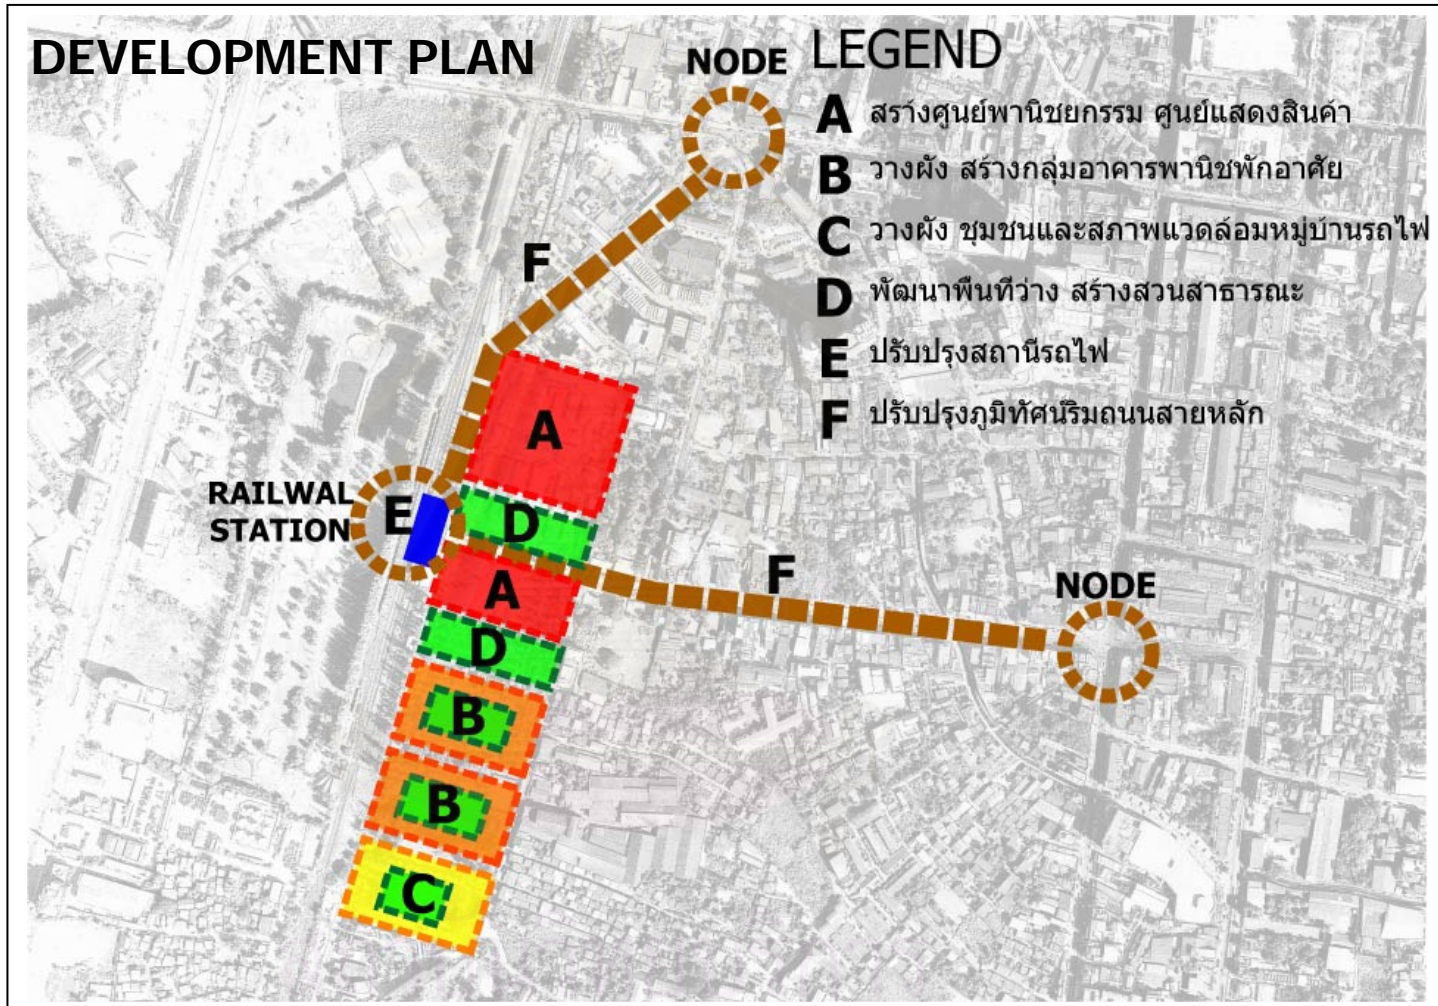 DEVELOPMENT PLAN
NODE
LEGEND
A สร้างศูนย์พานิชยกรรม ศูนย์แสดงสินค้า
B วางผัง สร้างกลุ่มอาคารพานิชพักอาศัย
C วางผัง ชุมชนและสภาพแวดล้อมหมู่บ้านรถไฟ
D พัฒนาพื้นที่ว่าง สร้างสวนสาธารณะ
E ปรับปรุงสถานีรถไฟ
F ปรับปรุงภูมิทัศน์ริมถนนสายหลัก
F
A
RAILWAL
STATION
E
D
F
A
NODE
D
B
B
C